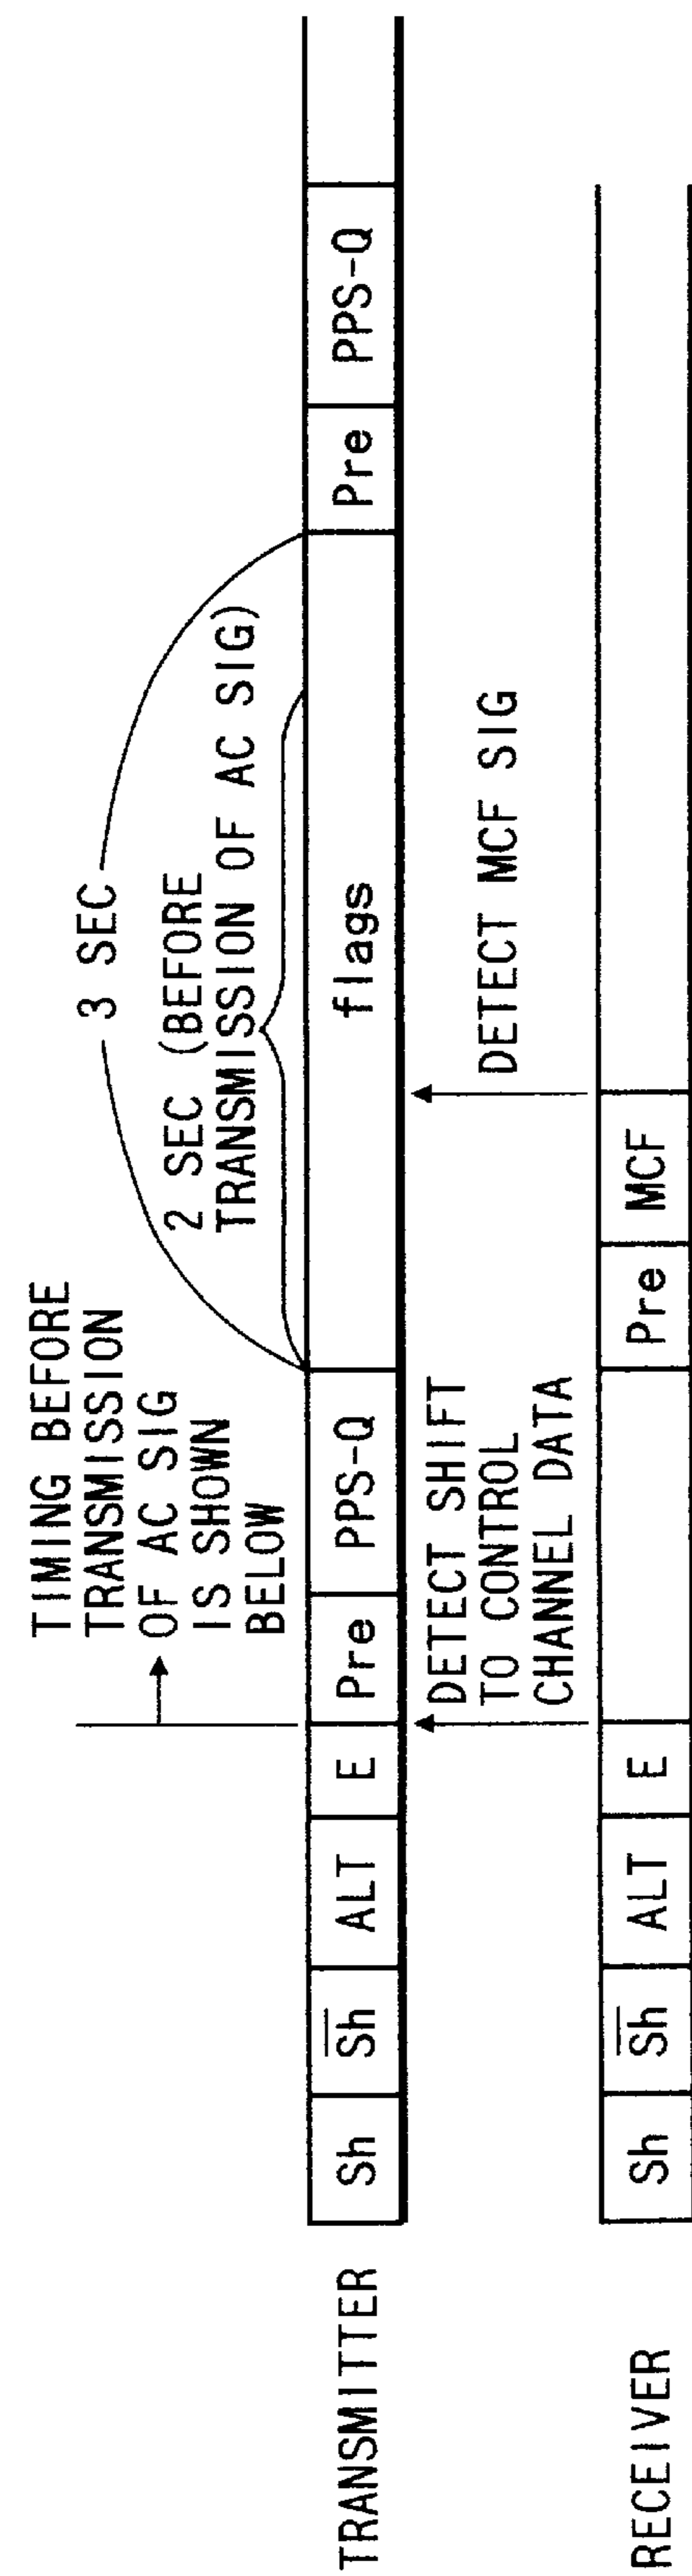 TIMING BEFORE
TRANSMISSION
OF AC SIG
IS SHOWN
BELOW
3 SEC
2 SEC (BEFORE
TRANSMISSION OF AC SIG)
TRANSMITTER
Sh
S̅h̅
ALT
E
Pre
PPS-Q
flags
Pre
PPS-Q
DETECT SHIFT
TO CONTROL
CHANNEL DATA
DETECT MCF SIG
RECEIVER
Sh
S̅h̅
ALT
E
Pre
MCF